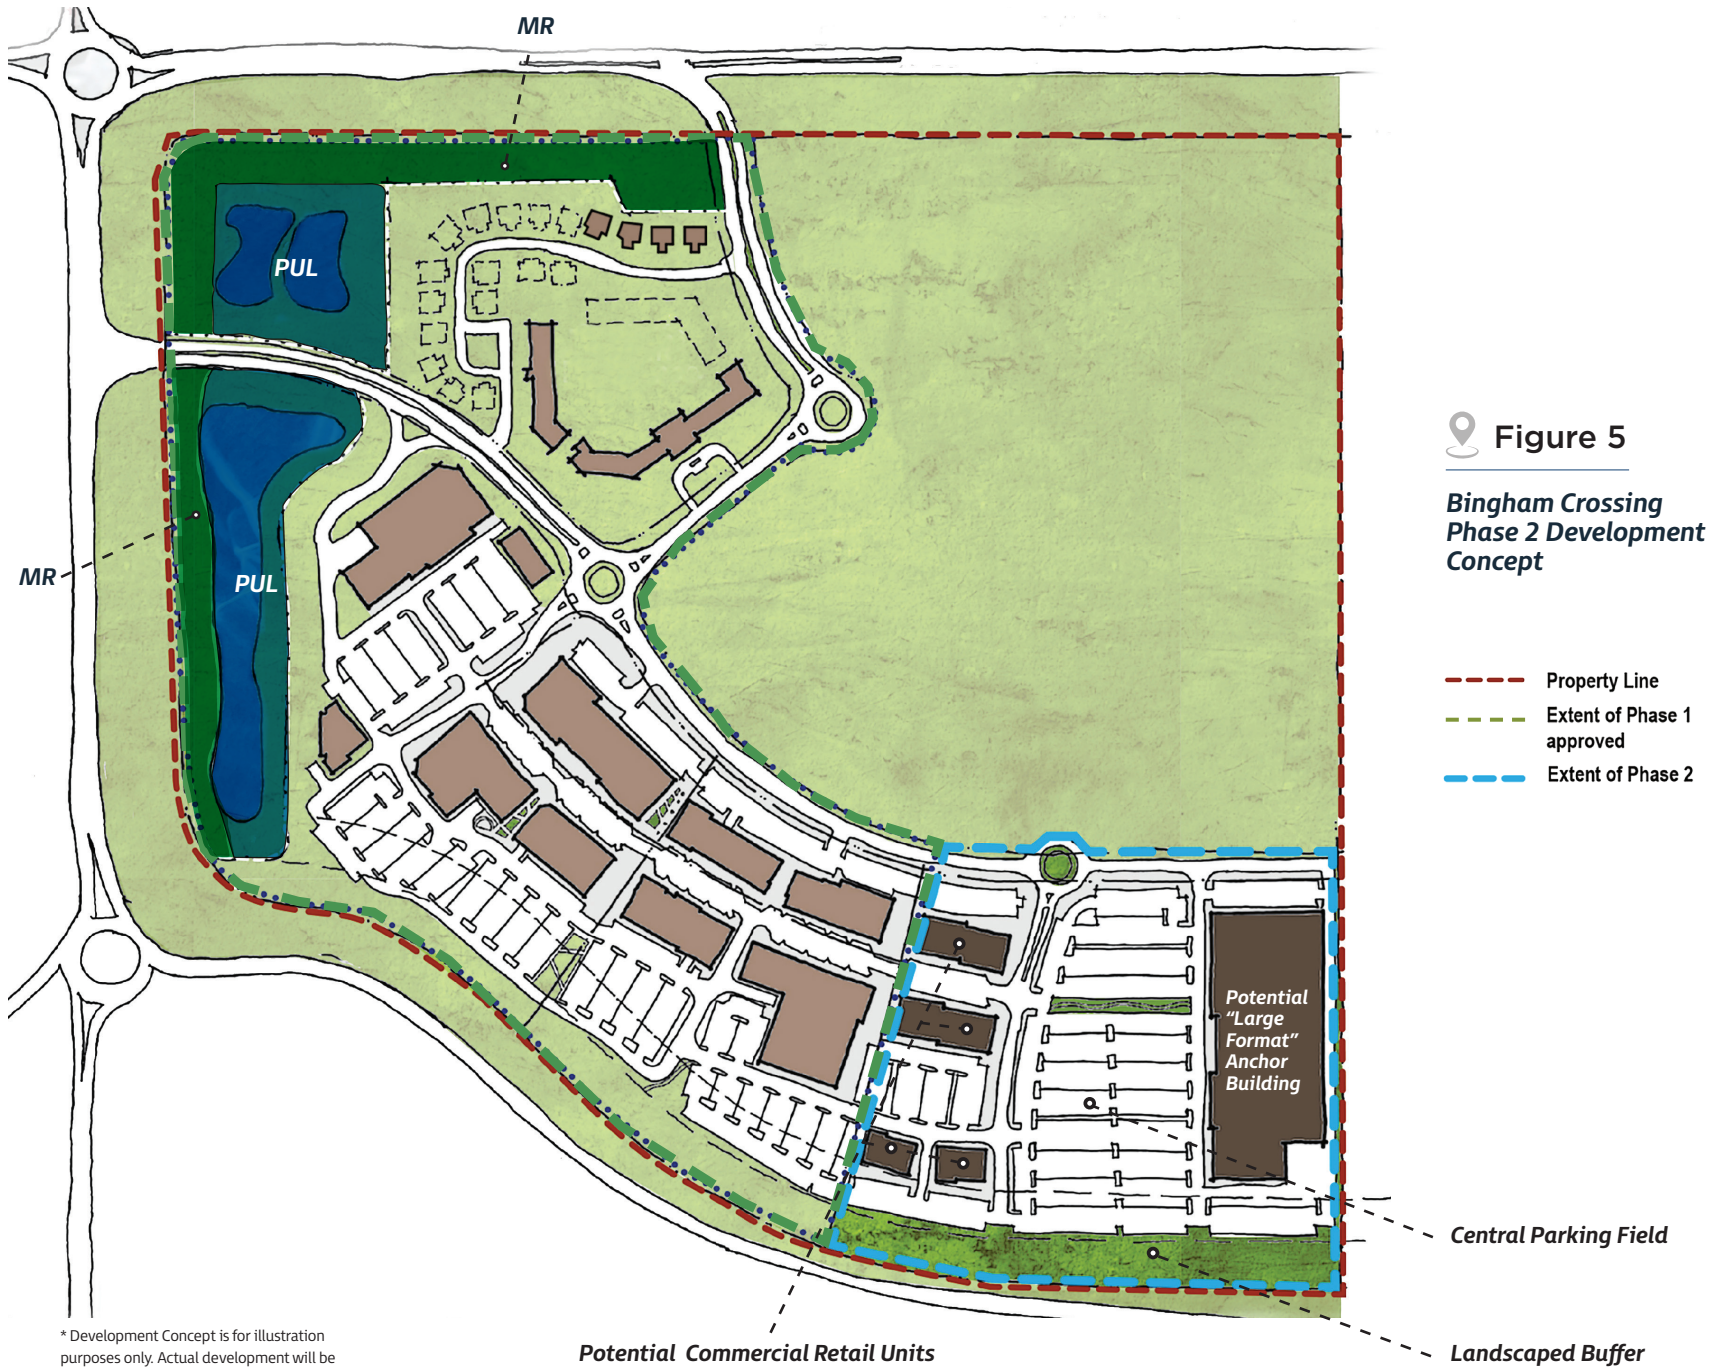 MR
PUL
MR
PUL
Figure 5
Bingham Crossing
Phase 2 Development
Concept
Property Line
Extent of Phase 1
approved
Extent of Phase 2
Potential
“Large
Format”
Anchor
Building
Central Parking Field
Landscaped Buffer
Potential Commercial Retail Units
* Development Concept is for illustration
purposes only. Actual development will be